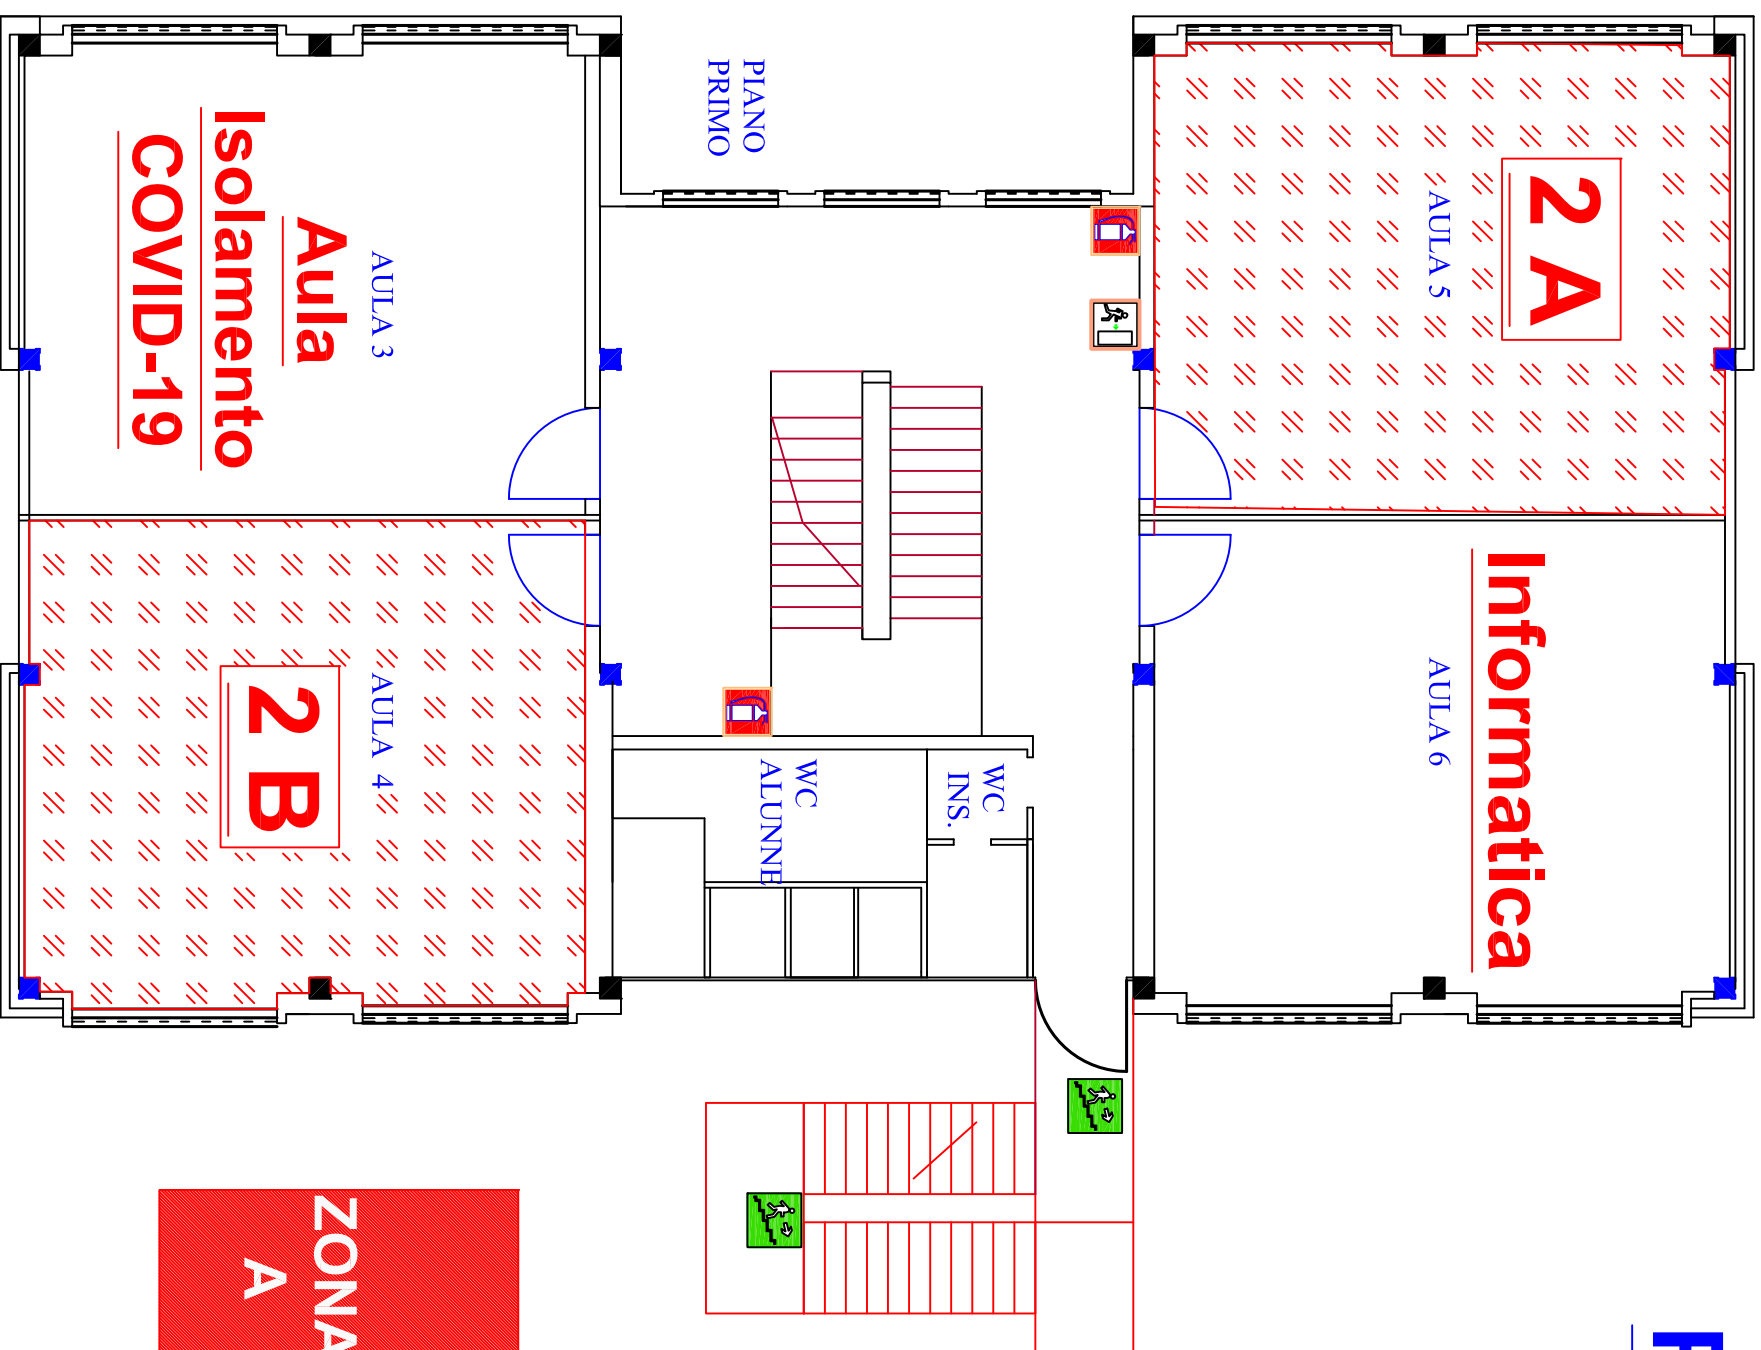 2 A
AULA 5
Informatica
AULA 6
PIANO
PRIMO
WC
INS.
WC
ALUNNE
AULA 3
Aula
Isolamento
COVID-19
AULA 4
2 B
ZONA
A